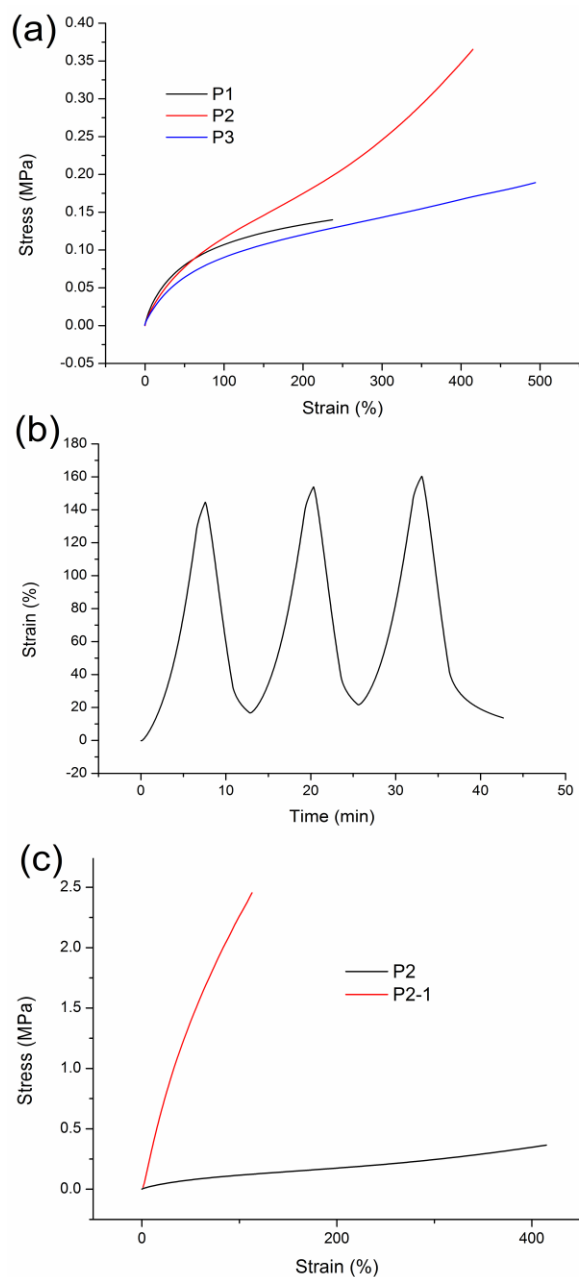 (a)
0.40
0.35
0.30
0.25
0.20
0.15
0.10
0.05
0.00
-0.05
Stress (MPa)
P1
P2
P3
0 100 200 300 400 500
Strain (%)
(b)
180
160
140
120
100
80
60
40
20
0
-20
Strain (%)
0 10 20 30 40 50
Time (min)
(c)
2.5
2.0
1.5
1.0
0.5
0.0
Stress (MPa)
P2
P2-1
0 200 400
Strain (%)